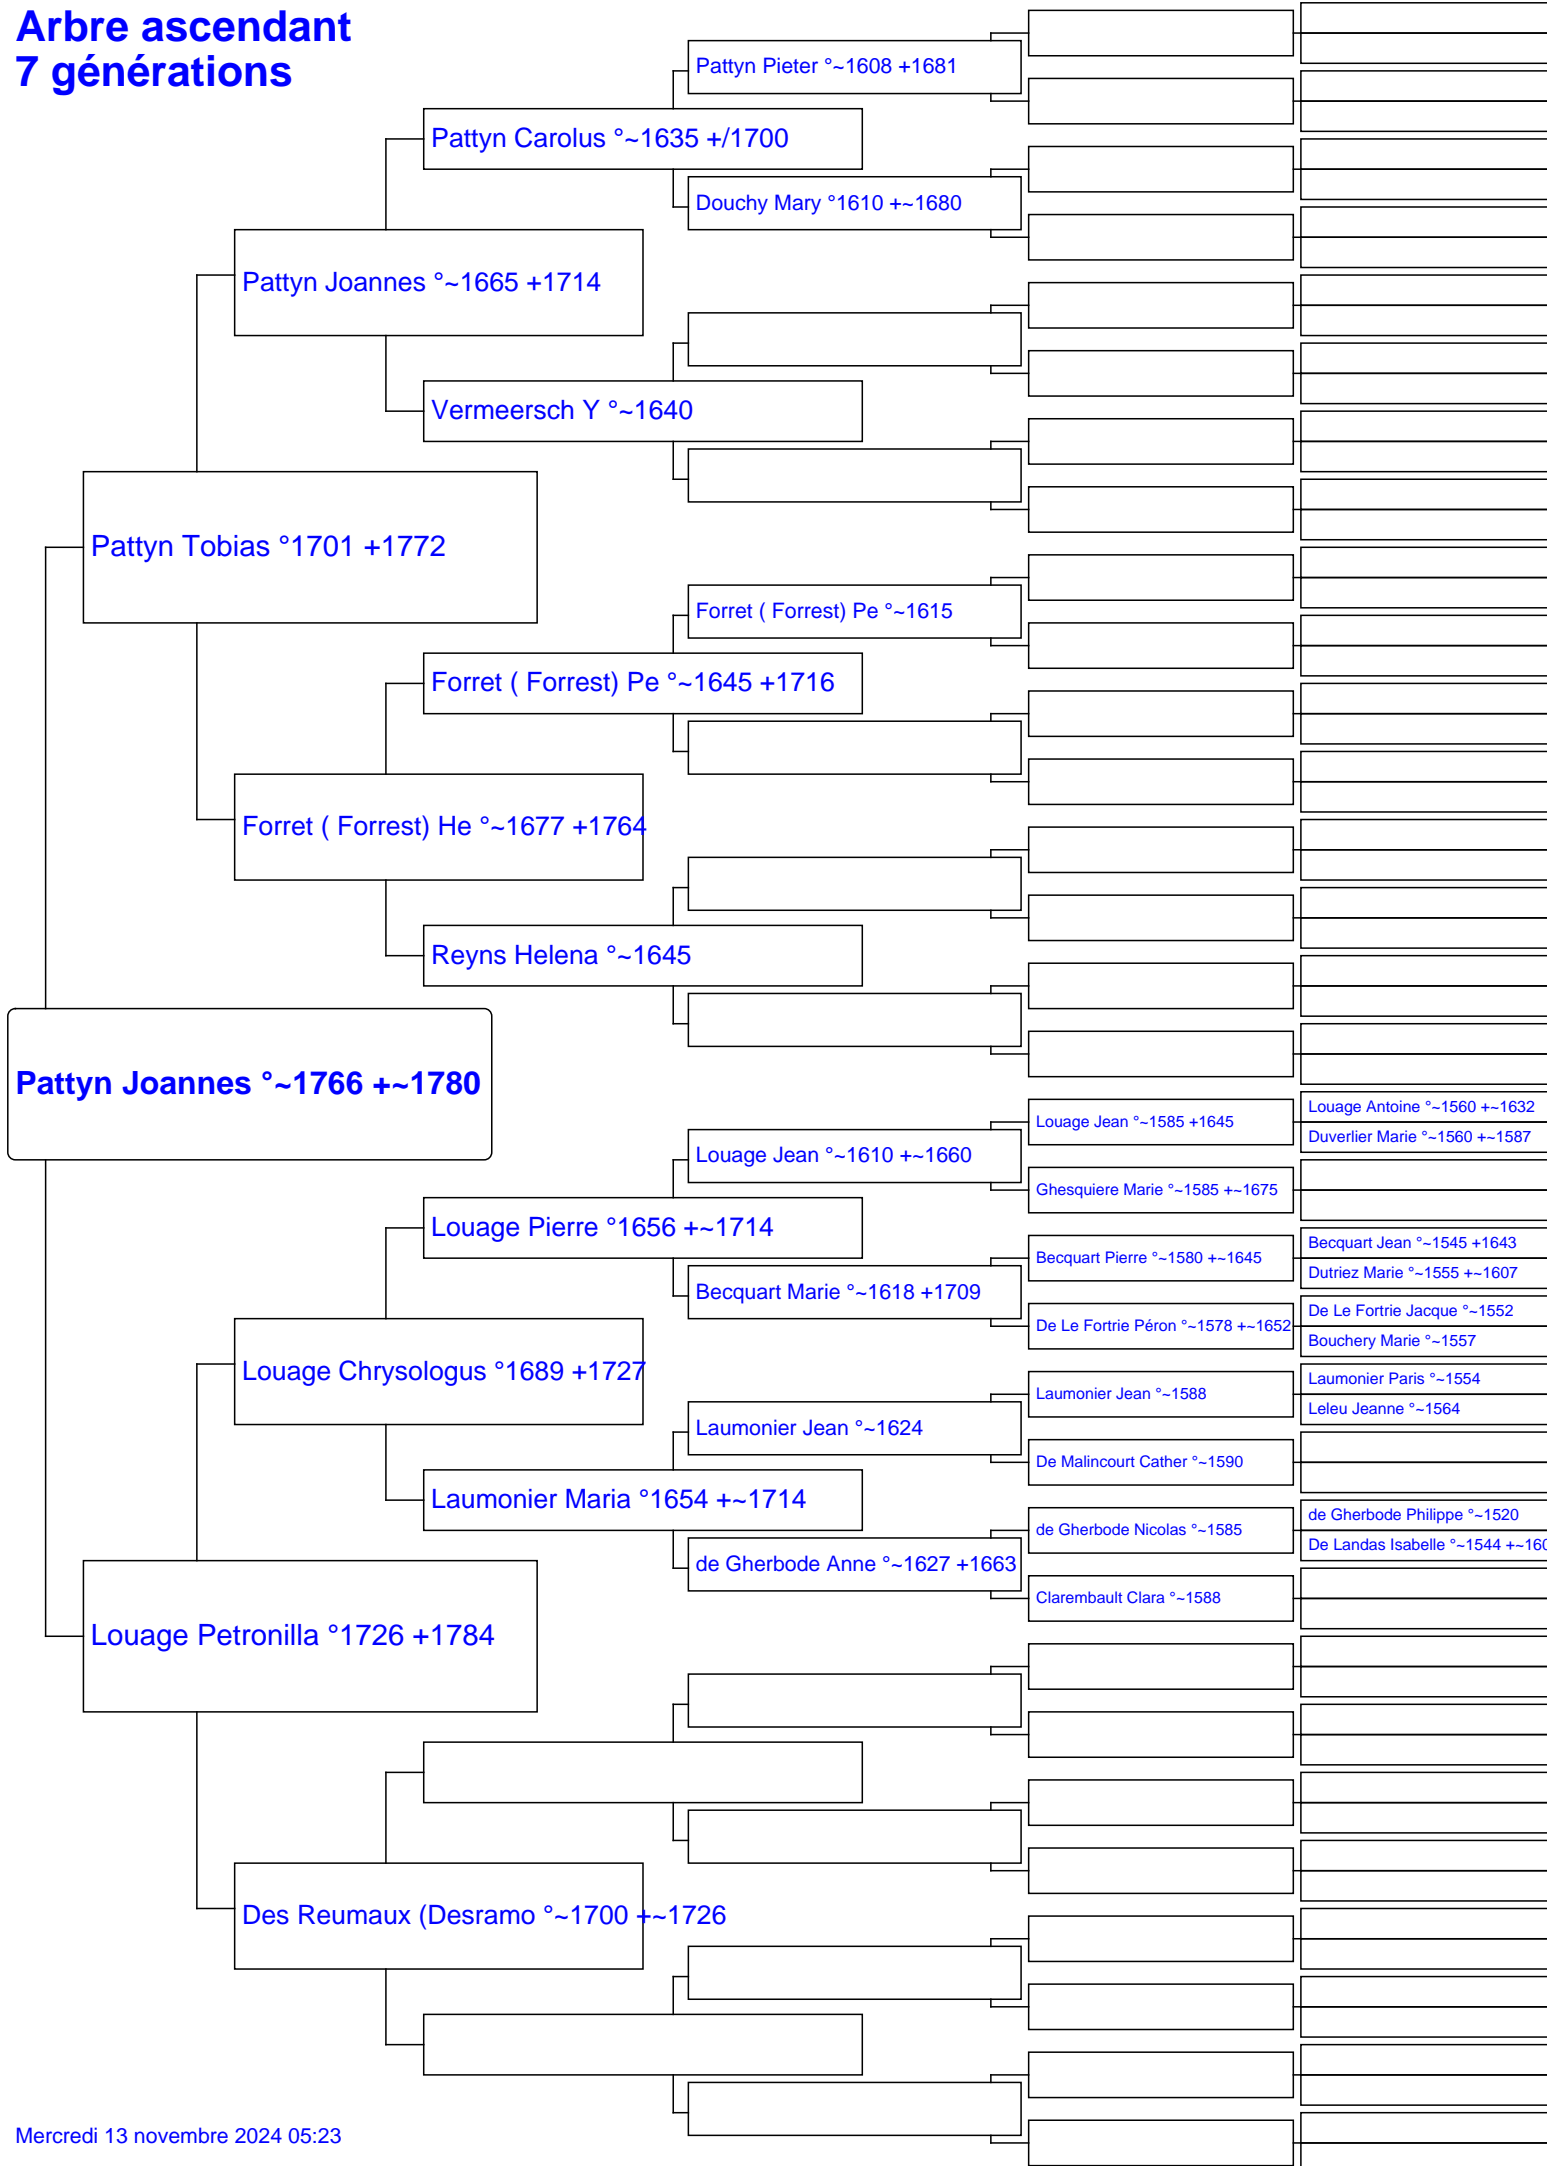 Arbre ascendant
7 générations
Pattyn Pieter °~1608 +1681
Pattyn Carolus °~1635 +/1700
Douchy Mary °1610 +~1680
Pattyn Joannes °~1665 +1714
Vermeersch Y °~1640
Pattyn Tobias °1701 +1772
Forret ( Forrest) Pe °~1615
Forret ( Forrest) Pe °~1645 +1716
Forret ( Forrest) He °~1677 +1764
Reyns Helena °~1645
Pattyn Joannes °~1766 +~1780
Louage Antoine °~1560 +~1632
Louage Jean °~1585 +1645
Duverlier Marie °~1560 +~1587
Louage Jean °~1610 +~1660
Ghesquiere Marie °~1585 +~1675
Louage Pierre °1656 +~1714
Becquart Jean °~1545 +1643
Becquart Pierre °~1580 +~1645
Dutriez Marie °~1555 +~1607
Becquart Marie °~1618 +1709
De Le Fortrie Jacque °~1552
De Le Fortrie Péron °~1578 +~1652
Bouchery Marie °~1557
Louage Chrysologus °1689 +1727
Laumonier Paris °~1554
Laumonier Jean °~1588
Leleu Jeanne °~1564
Laumonier Jean °~1624
De Malincourt Cather °~1590
Laumonier Maria °1654 +~1714
de Gherbode Philippe °~1520
de Gherbode Nicolas °~1585
De Landas Isabelle °~1544 +~160
de Gherbode Anne °~1627 +1663
Clarembault Clara °~1588
Louage Petronilla °1726 +1784
Des Reumaux (Desramo °~1700 +~1726
Mercredi 13 novembre 2024 05:23